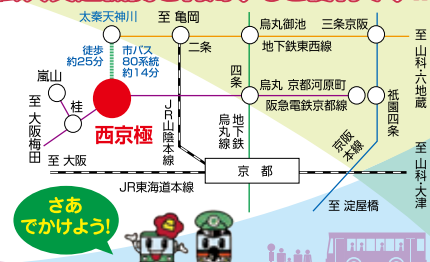 太秦天神川
至 亀岡
烏丸御池
三条京阪
二条
地下鉄東西線
至 山科・六地蔵
徒歩
約25分
市バス
80系統
約14分
嵐山
桂
至 大阪梅田
西京極
四条
烏丸
京都河原町
阪急電鉄京都線
祇園四条
JR山陰本線
地下鉄
烏丸線
京阪
本線
至 山科・大津
至 大阪
京都
JR東海道本線
至 淀屋橋
さあ
でかけよう!